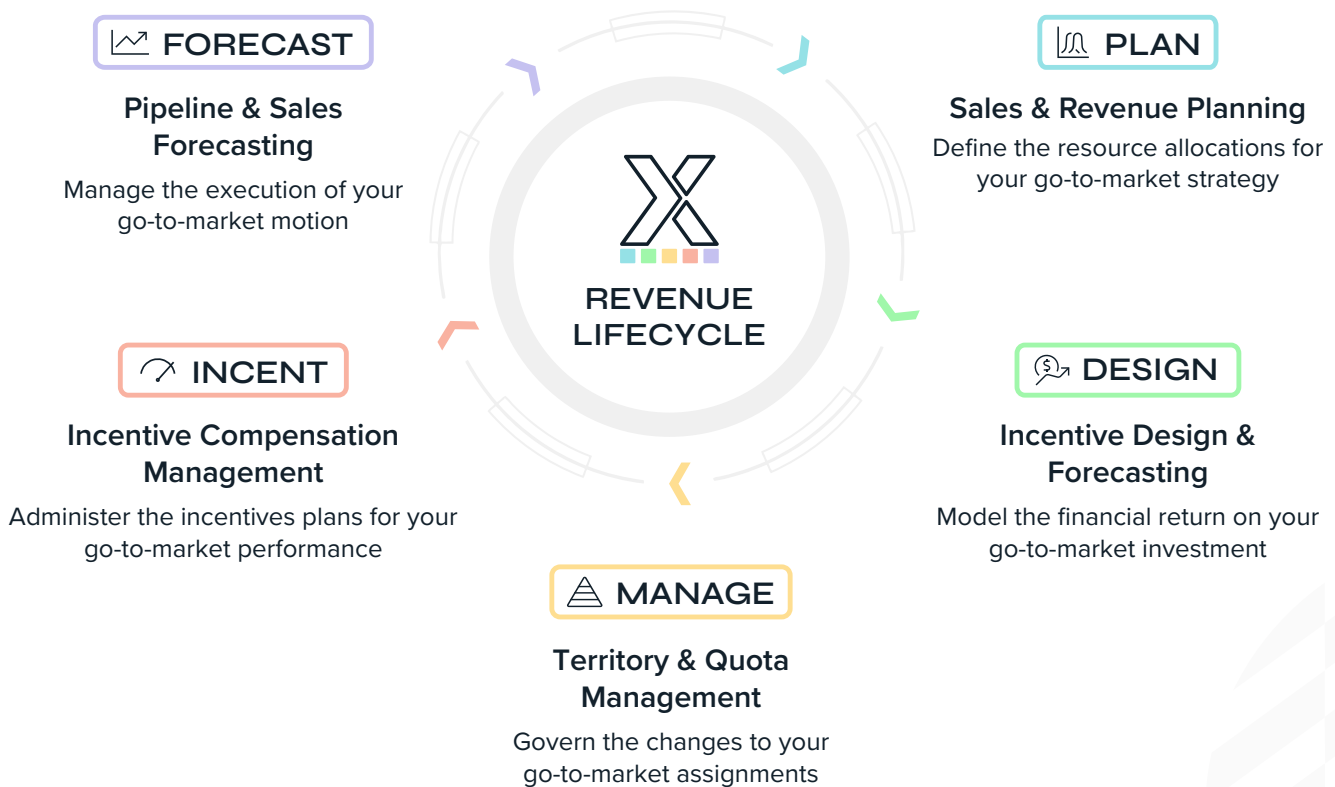 FORECAST
Pipeline & Sales
Forecasting
Manage the execution of your
go-to-market motion
PLAN
Sales & Revenue Planning
Define the resource allocations for
your go-to-market strategy
X
REVENUE
LIFECYCLE
INCENT
Incentive Compensation
Management
Administer the incentives plans for your
go-to-market performance
DESIGN
Incentive Design &
Forecasting
Model the financial return on your
go-to-market investment
MANAGE
Territory & Quota
Management
Govern the changes to your
go-to-market assignments